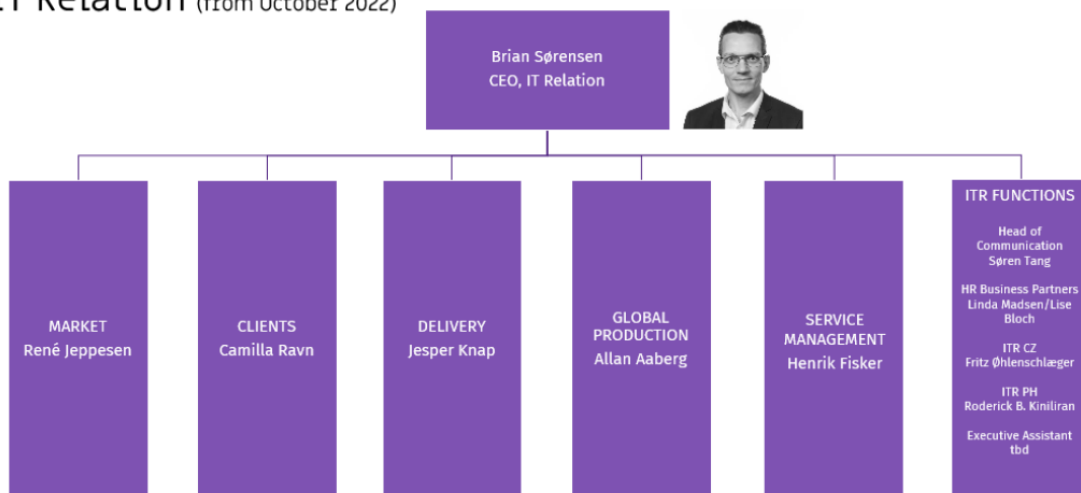 IT Relation (from October 2022)
Brian Sørensen
CEO, IT Relation
MARKET
René Jeppesen
CLIENTS
Camilla Ravn
DELIVERY
Jesper Knap
GLOBAL
PRODUCTION
Allan Aaberg
SERVICE
MANAGEMENT
Henrik Fisker
ITR FUNCTIONS
Head of
Communication
Søren Tang
HR Business Partners
Linda Madsen/Lise
Bloch
ITR CZ
Fritz Øhlenschlæger
ITR PH
Roderick B. Kiniliran
Executive Assistant
tbd